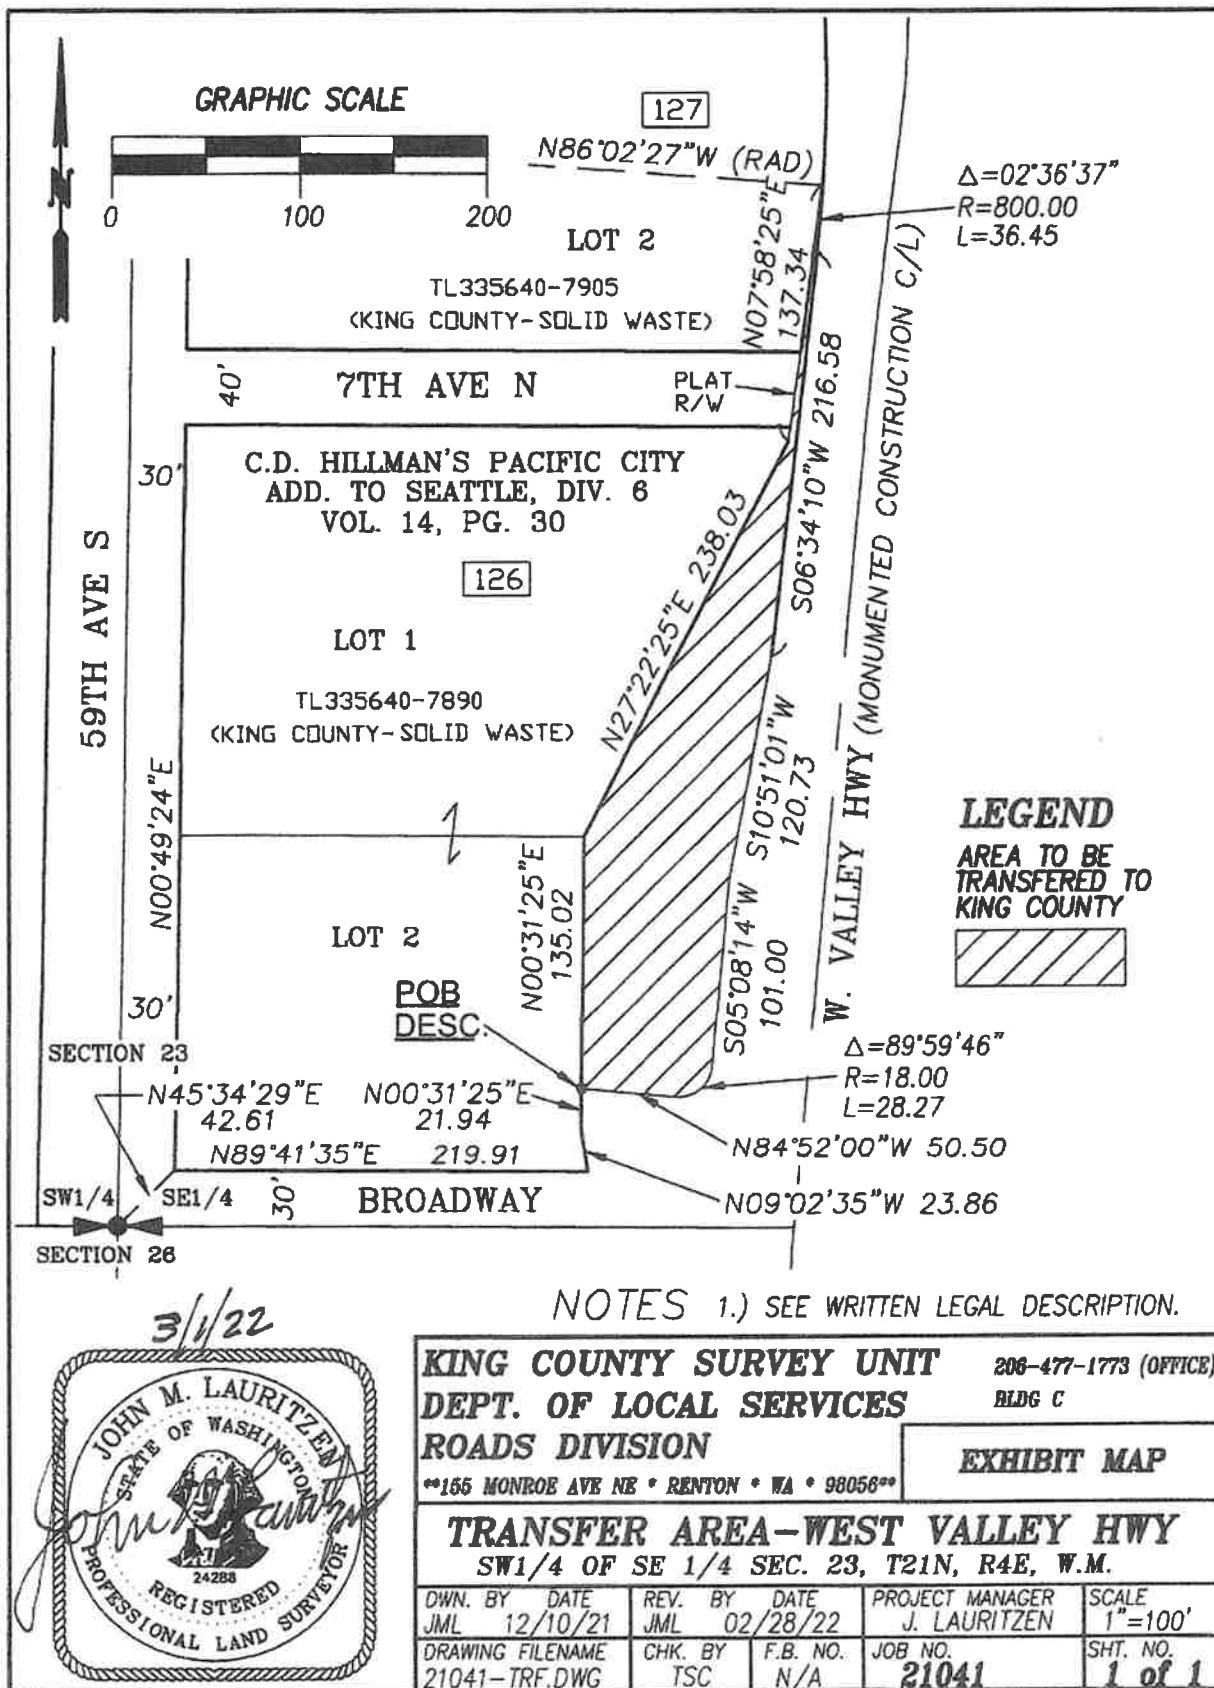 GRAPHIC SCALE
0 100 200
N
127
N86°02'27"W (RAD)
Δ=02°36'37"
R=800.00
L=36.45
LOT 2
TL335640-7905
(KING COUNTY-SOLID WASTE)
N07°58'25"E
137.34
40'
7TH AVE N
PLAT
R/W
S06°34'10"W 216.58
W. VALLEY HWY (MONUMENTED CONSTRUCTION C/L)
30'
C.D. HILLMAN'S PACIFIC CITY
ADD. TO SEATTLE, DIV. 6
VOL. 14, PG. 30
126
59TH AVE S
N27°22'25"E 238.03
LOT 1
TL335640-7890
(KING COUNTY-SOLID WASTE)
N00°49'24"E
S10°51'01"W
120.73
LEGEND
AREA TO BE
TRANSFERED TO
KING COUNTY
N00°31'25"E
135.02
LOT 2
S05°08'14"W
101.00
POB
DESC.
30'
SECTION 23
Δ=89°59'46"
R=18.00
L=28.27
N45°34'29"E
42.61
N00°31'25"E
21.94
N84°52'00"W 50.50
N89°41'35"E 219.91
N09°02'35"W 23.86
SW1/4 SE1/4
30'
BROADWAY
SECTION 26
NOTES 1.) SEE WRITTEN LEGAL DESCRIPTION.
3/1/22
JOHN M. LAURITZEN
STATE OF WASHINGTON
24288
REGISTERED
PROFESSIONAL LAND SURVEYOR
KING COUNTY SURVEY UNIT 206-477-1773 (OFFICE)
DEPT. OF LOCAL SERVICES BLDG C
ROADS DIVISION
**155 MONROE AVE NE * RENTON * WA * 98056**
EXHIBIT MAP
TRANSFER AREA-WEST VALLEY HWY
SW1/4 OF SE 1/4 SEC. 23, T21N, R4E, W.M.
DWN. BY DATE REV. BY DATE PROJECT MANAGER SCALE
JML 12/10/21 JML 02/28/22 J. LAURITZEN 1"=100'
DRAWING FILENAME CHK. BY F.B. NO. JOB NO. SHT. NO.
21041-TRF.DWG TSC N/A 21041 1 of 1